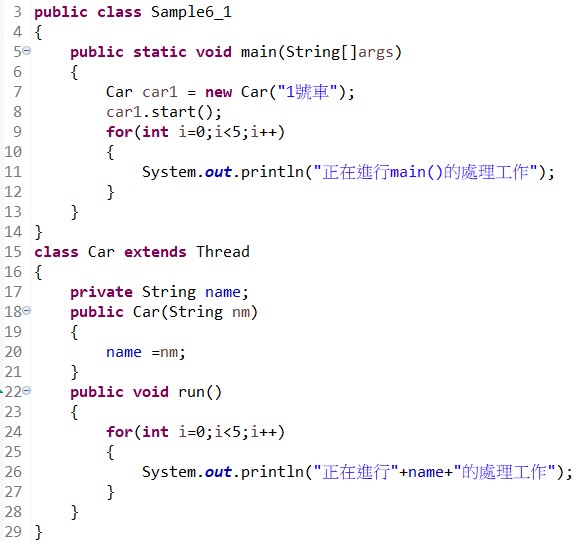 3 public class Sample6_1
4 {
5 public static void main(String[]args)
6 {
7 Car car1 = new Car("1號車");
8 car1.start();
9 for(int i=0;i<5;i++)
10 {
11 System.out.println("正在進行main()的處理工作");
12 }
13 }
14 }
15 class Car extends Thread
16 {
17 private String name;
18 public Car(String nm)
19 {
20 name =nm;
21 }
22 public void run()
23 {
24 for(int i=0;i<5;i++)
25 {
26 System.out.println("正在進行"+name+"的處理工作");
27 }
28 }
29 }